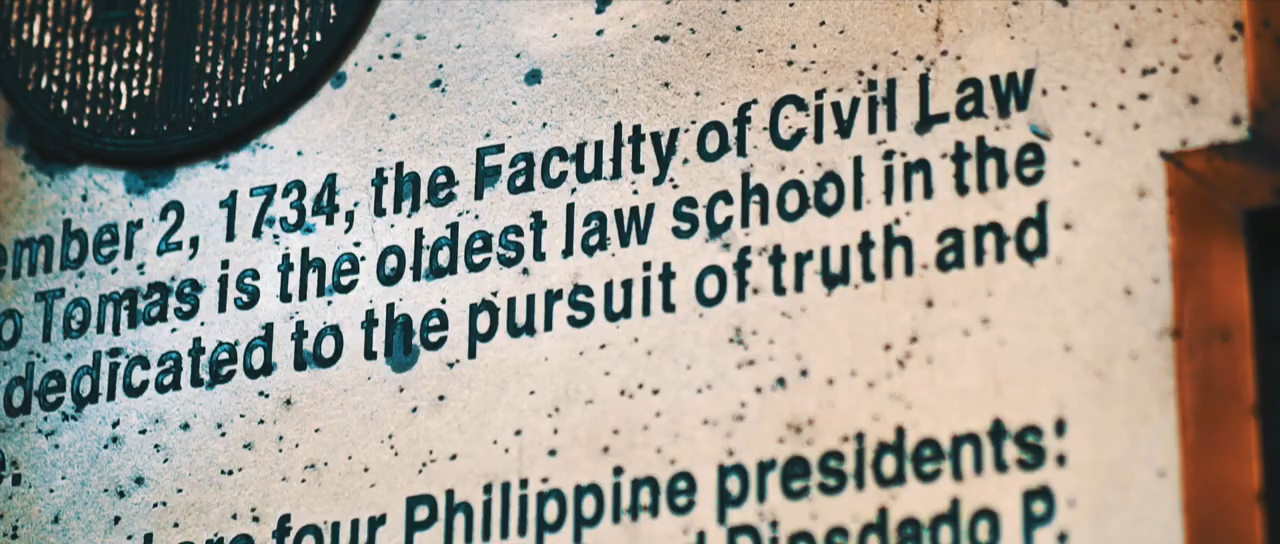 ember 2, 1734, the Faculty of Civil Law
o Tomas is the oldest law school in the
dedicated to the pursuit of truth and
four Philippine presidents:
Diosdado P.